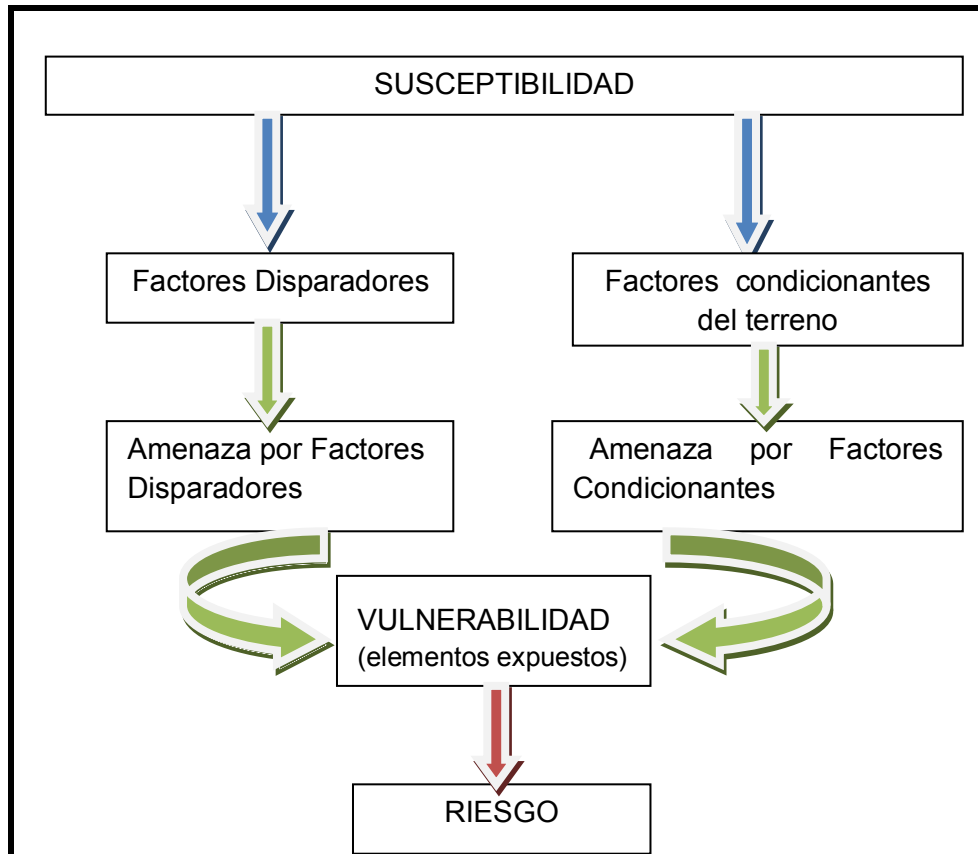 SUSCEPTIBILIDAD
Factores Disparadores
Factores condicionantes
del terreno
Amenaza por Factores
Disparadores
Amenaza por Factores
Condicionantes
VULNERABILIDAD
(elementos expuestos)
RIESGO